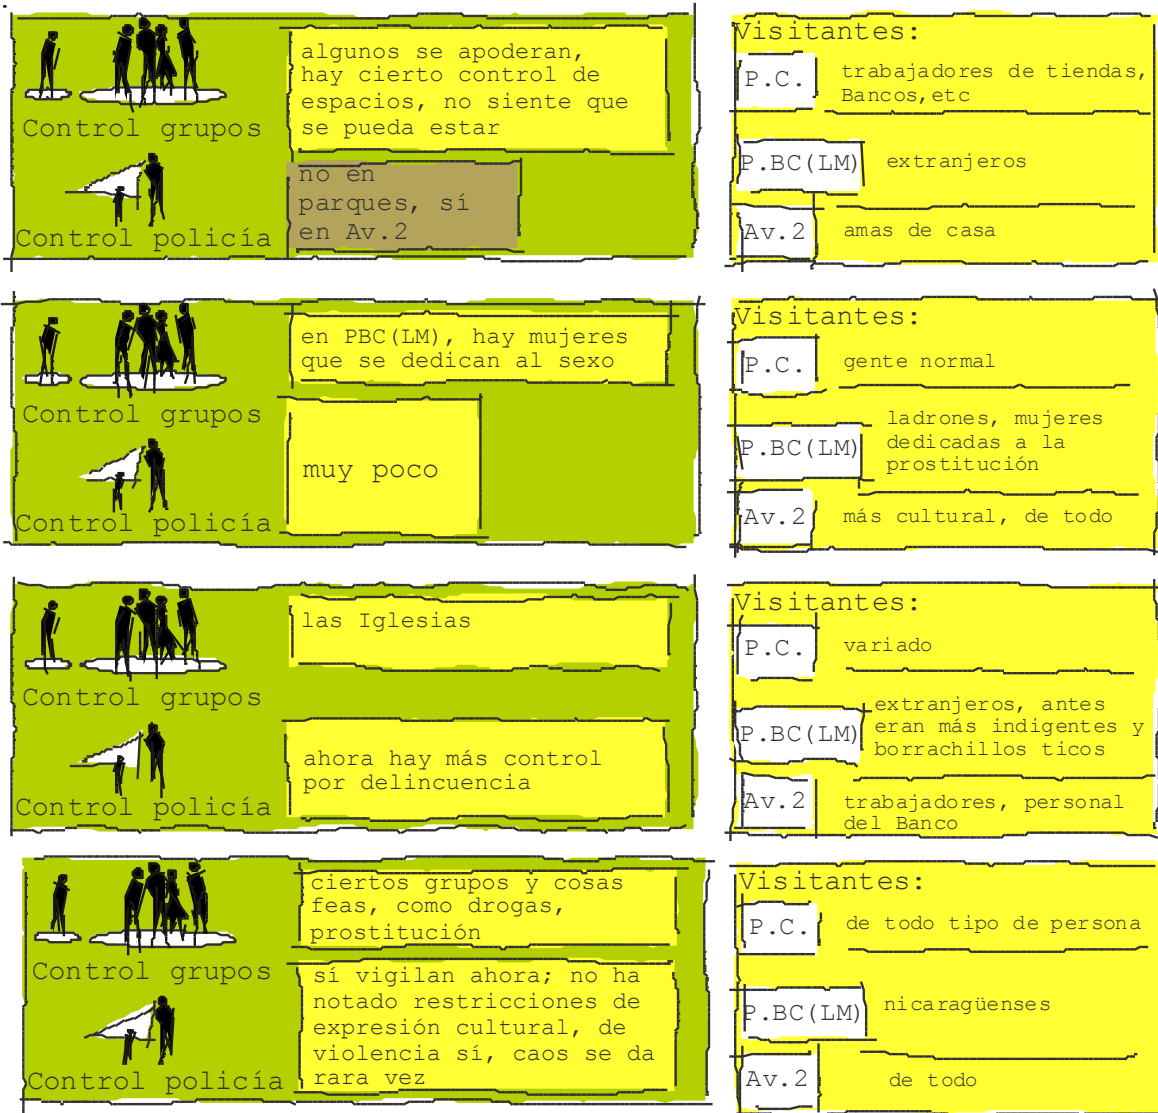 algunos se apoderan,
hay cierto control de
espacios, no siente que
se pueda estar
Control grupos
no en
parques, sí
en Av.2
Control policía
Visitantes:
P.C.
trabajadores de tiendas,
Bancos,etc
P.BC(LM)
extranjeros
Av.2
amas de casa
en PBC(LM), hay mujeres
que se dedican al sexo
Control grupos
muy poco
Control policía
Visitantes:
P.C.
gente normal
P.BC(LM)
ladrones, mujeres
dedicadas a la
prostitución
Av.2
más cultural, de todo
las Iglesias
Control grupos
ahora hay más control
por delincuencia
Control policía
Visitantes:
P.C.
variado
P.BC(LM)
extranjeros, antes
eran más indigentes y
borrachillos ticos
Av.2
trabajadores, personal
del Banco
ciertos grupos y cosas
feas, como drogas,
prostitución
Control grupos
sí vigilan ahora; no ha
notado restricciones de
expresión cultural, de
violencia sí, caos se da
rara vez
Control policía
Visitantes:
P.C.
de todo tipo de persona
P.BC(LM)
nicaragüenses
Av.2
de todo